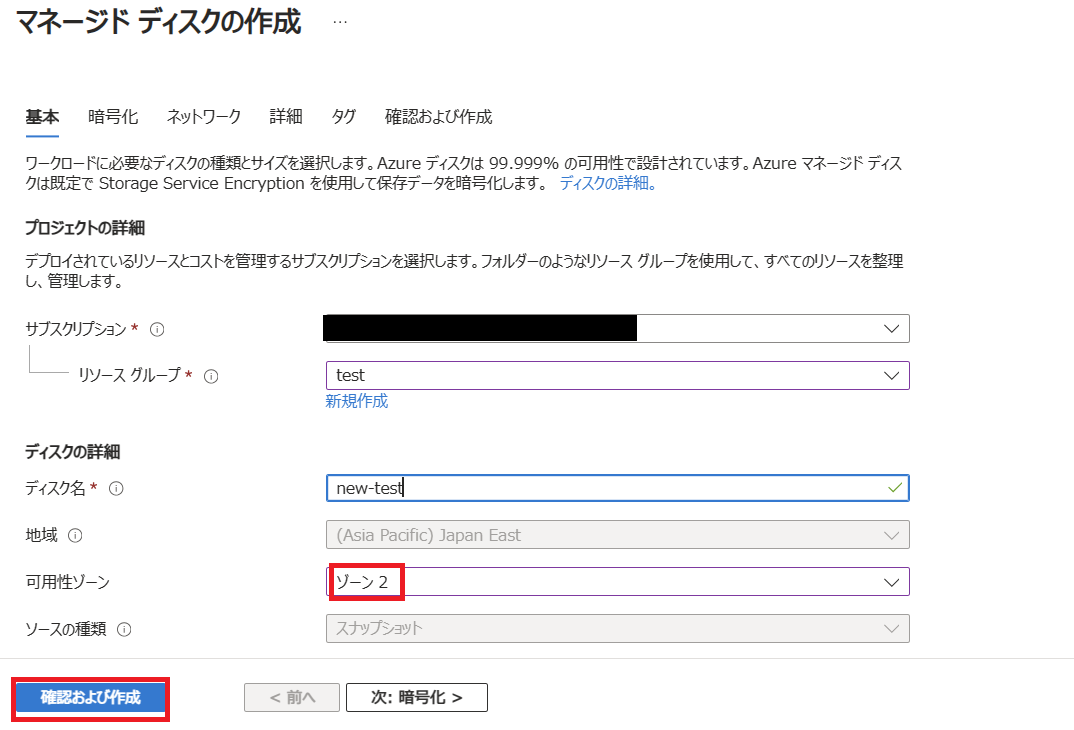 マネージド ディスクの作成 …
基本 暗号化 ネットワーク 詳細 タグ 確認および作成
ワークロードに必要なディスクの種類とサイズを選択します。Azure ディスクは 99.999% の可用性で設計されています。Azure マネージド ディス
クは既定で Storage Service Encryption を使用して保存データを暗号化します。 ディスクの詳細。
プロジェクトの詳細
デプロイされているリソースとコストを管理するサブスクリプションを選択します。フォルダーのようなリソース グループを使用して、すべてのリソースを整理
し、管理します。
サブスクリプション *
リソース グループ * test
新規作成
ディスクの詳細
ディスク名 * new-test
地域 (Asia Pacific) Japan East
可用性ゾーン ゾーン 2
ソースの種類 スナップショット
確認および作成 < 前へ 次: 暗号化 >